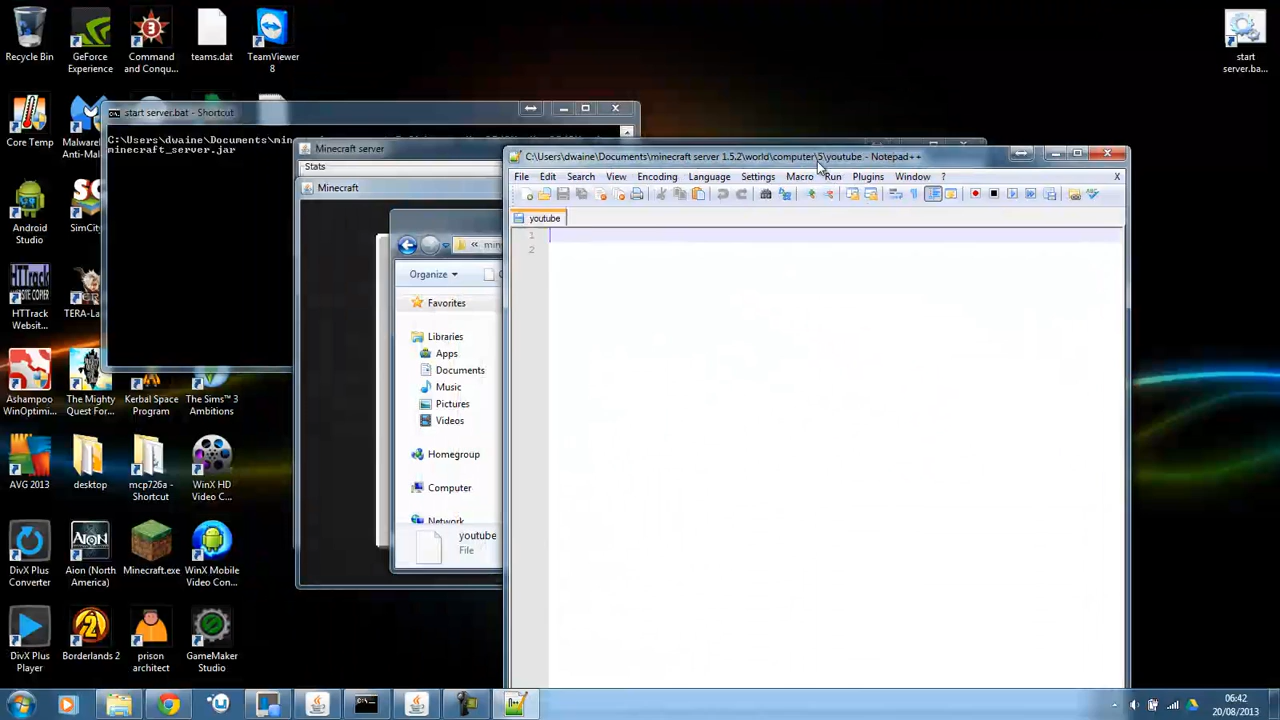 Recycle Bin
GeForce Experience
Command and Conqu...
teams.dat
TeamViewer 8
start server.ba...
Core Temp
Malware
Android Studio
SimCity
HTTrack Websit...
TERA-La
Ashampoo WinOptimi...
The Mighty Quest For...
Kerbal Space Program
The Sims™ 3 Ambitions
AVG 2013
desktop
mcp726a - Shortcut
WinX HD Video C...
DivX Plus Converter
Aion (North America)
Minecraft.exe
WinX Mobile Video Con...
DivX Plus Player
Borderlands 2
prison architect
GameMaker Studio
start server.bat - Shortcut
C:\Users\dwaine\Documents\min
minecraft_server.jar
Minecraft server
Stats
Minecraft
« min
Organize
Favorites
Libraries
Apps
Documents
Music
Pictures
Videos
Homegroup
Computer
Network
youtube
File
C:\Users\dwaine\Documents\minecraft server 1.5.2\world\computer\5\youtube - Notepad++
File Edit Search View Encoding Language Settings Macro Run Plugins Window ? X
youtube
1
2
06:42
20/08/2013